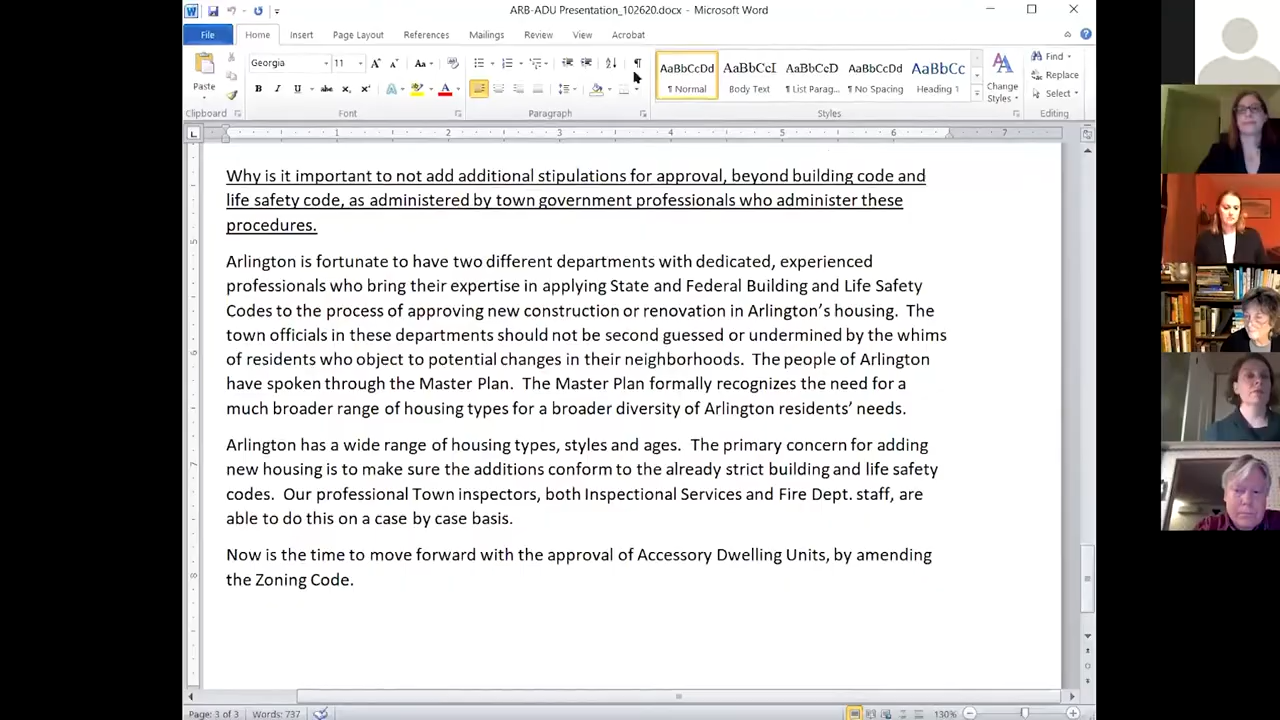 ARB-ADU Presentation_102620.docx - Microsoft Word
File Home Insert Page Layout References Mailings Review View Acrobat
Georgia 11
Paste
Clipboard Font Paragraph Styles Editing
AaBbCcDd AaBbCcI AaBbCcD AaBbCcDd AaBbCc
¶ Normal Body Text ¶ List Parag... ¶ No Spacing Heading 1
Change Styles
Find
Replace
Select
1 2 3 4 5 6 7
Why is it important to not add additional stipulations for approval, beyond building code and
life safety code, as administered by town government professionals who administer these
procedures.
Arlington is fortunate to have two different departments with dedicated, experienced
professionals who bring their expertise in applying State and Federal Building and Life Safety
Codes to the process of approving new construction or renovation in Arlington’s housing.  The
town officials in these departments should not be second guessed or undermined by the whims
of residents who object to potential changes in their neighborhoods.  The people of Arlington
have spoken through the Master Plan.  The Master Plan formally recognizes the need for a
much broader range of housing types for a broader diversity of Arlington residents’ needs.
Arlington has a wide range of housing types, styles and ages.  The primary concern for adding
new housing is to make sure the additions conform to the already strict building and life safety
codes.  Our professional Town inspectors, both Inspectional Services and Fire Dept. staff, are
able to do this on a case by case basis.
Now is the time to move forward with the approval of Accessory Dwelling Units, by amending
the Zoning Code.
Page: 3 of 3 Words: 737 130%